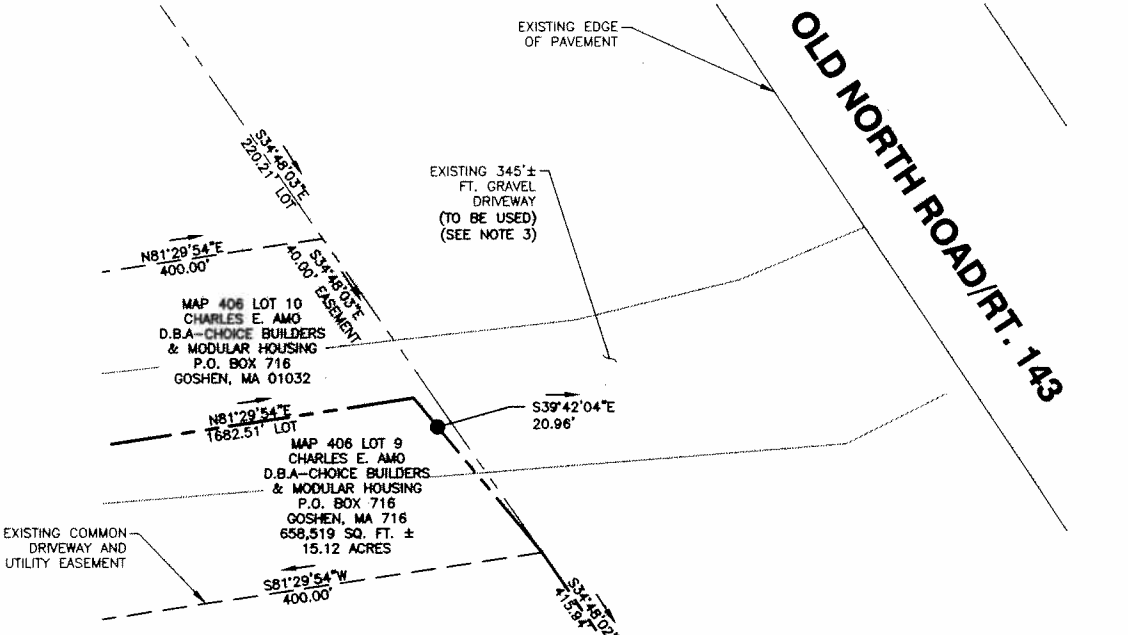 EXISTING EDGE
OF PAVEMENT
OLD NORTH ROAD/RT. 143
S34°48'03"E
220.21' LOT
EXISTING 345'±
FT. GRAVEL
DRIVEWAY
(TO BE USED)
(SEE NOTE 3)
N81°29'54"E
400.00'
S34°48'03"E
40.00' EASEMENT
MAP 406 LOT 10
CHARLES E. AMO
D.B.A-CHOICE BUILDERS
& MODULAR HOUSING
P.O. BOX 716
GOSHEN, MA 01032
N81°29'54"E
1682.51' LOT
S39°42'04"E
20.96'
MAP 406 LOT 9
CHARLES E. AMO
D.B.A-CHOICE BUILDERS
& MODULAR HOUSING
P.O. BOX 716
GOSHEN, MA 716
658,519 SQ. FT. ±
15.12 ACRES
EXISTING COMMON
DRIVEWAY AND
UTILITY EASEMENT
S81°29'54"W
400.00'
S34°48'02"
415.94'